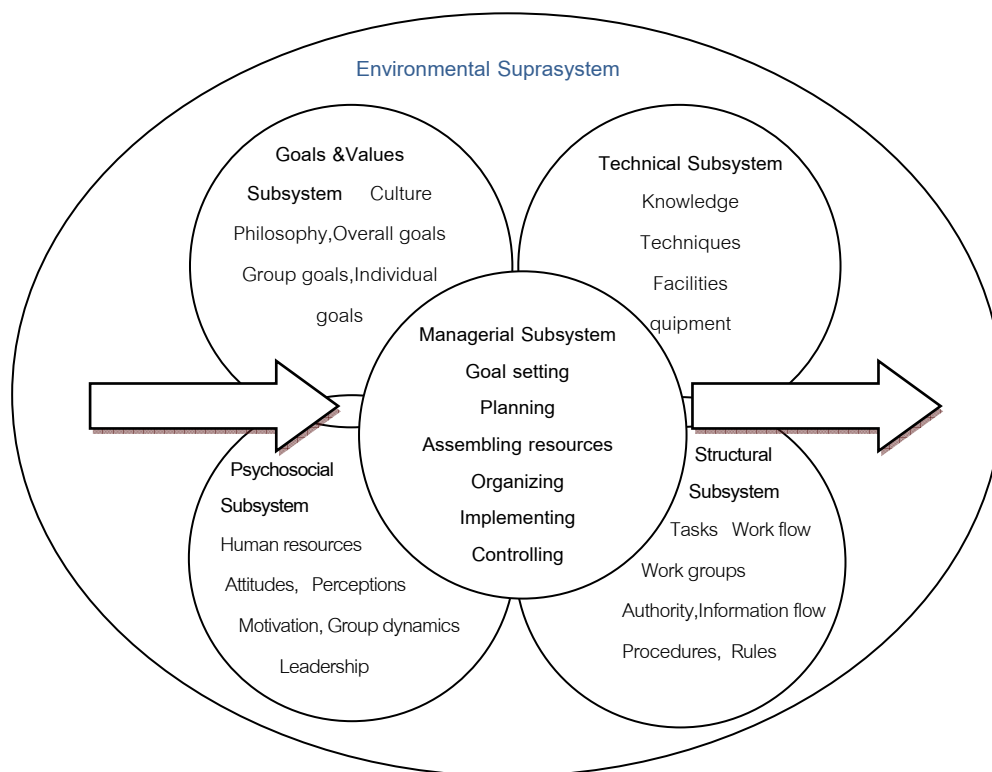 Environmental Suprasystem
Goals &Values
Subsystem Culture
Philosophy,Overall goals
Group goals,Individual
goals
Technical Subsystem
Knowledge
Techniques
Facilities
quipment
Managerial Subsystem
Goal setting
Planning
Assembling resources
Organizing
Implementing
Controlling
Psychosocial
Subsystem
Human resources
Attitudes, Perceptions
Motivation, Group dynamics
Leadership
Structural
Subsystem
Tasks Work flow
Work groups
Authority,Information flow
Procedures, Rules